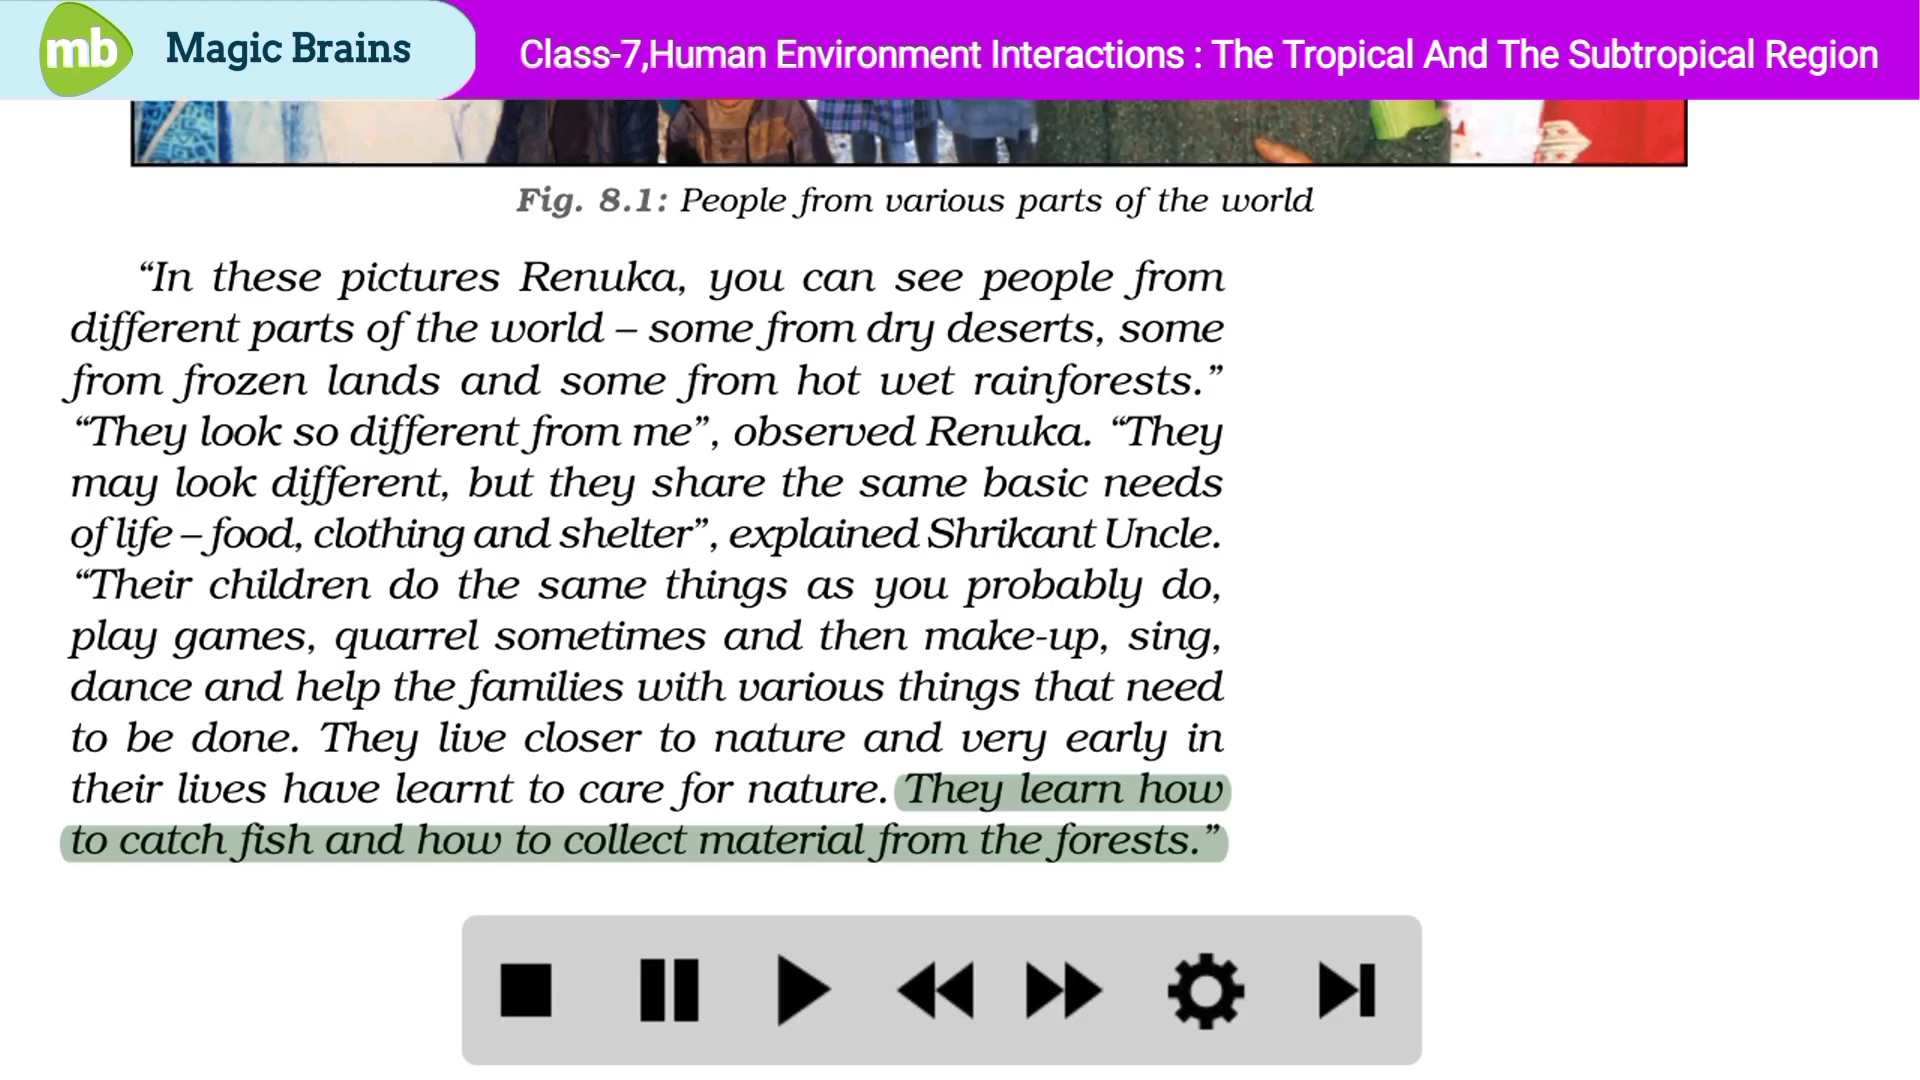 mb Magic Brains
Class-7,Human Environment Interactions : The Tropical And The Subtropical Region
Fig. 8.1: People from various parts of the world
“In these pictures Renuka, you can see people from
different parts of the world – some from dry deserts, some
from frozen lands and some from hot wet rainforests.”
“They look so different from me”, observed Renuka. “They
may look different, but they share the same basic needs
of life – food, clothing and shelter”, explained Shrikant Uncle.
“Their children do the same things as you probably do,
play games, quarrel sometimes and then make-up, sing,
dance and help the families with various things that need
to be done. They live closer to nature and very early in
their lives have learnt to care for nature. They learn how
to catch fish and how to collect material from the forests.”